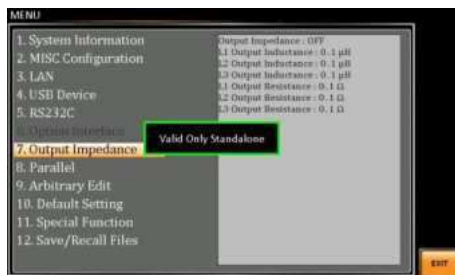 MENU
1. System Information
2. MISC Configuration
3. LAN
4. USB Device
5. RS232C
6. Option Interface
7. Output Impedance
8. Parallel
9. Arbitrary Edit
10. Default Setting
11. Special Function
12. Save/Recall Files
Output Impedance : OFF
L1 Output Inductance : 0.1 μH
L2 Output Inductance : 0.1 μH
L3 Output Inductance : 0.1 μH
L1 Output Resistance : 0.1 Ω
L2 Output Resistance : 0.1 Ω
L3 Output Resistance : 0.1 Ω
Valid Only Standalone
EXIT